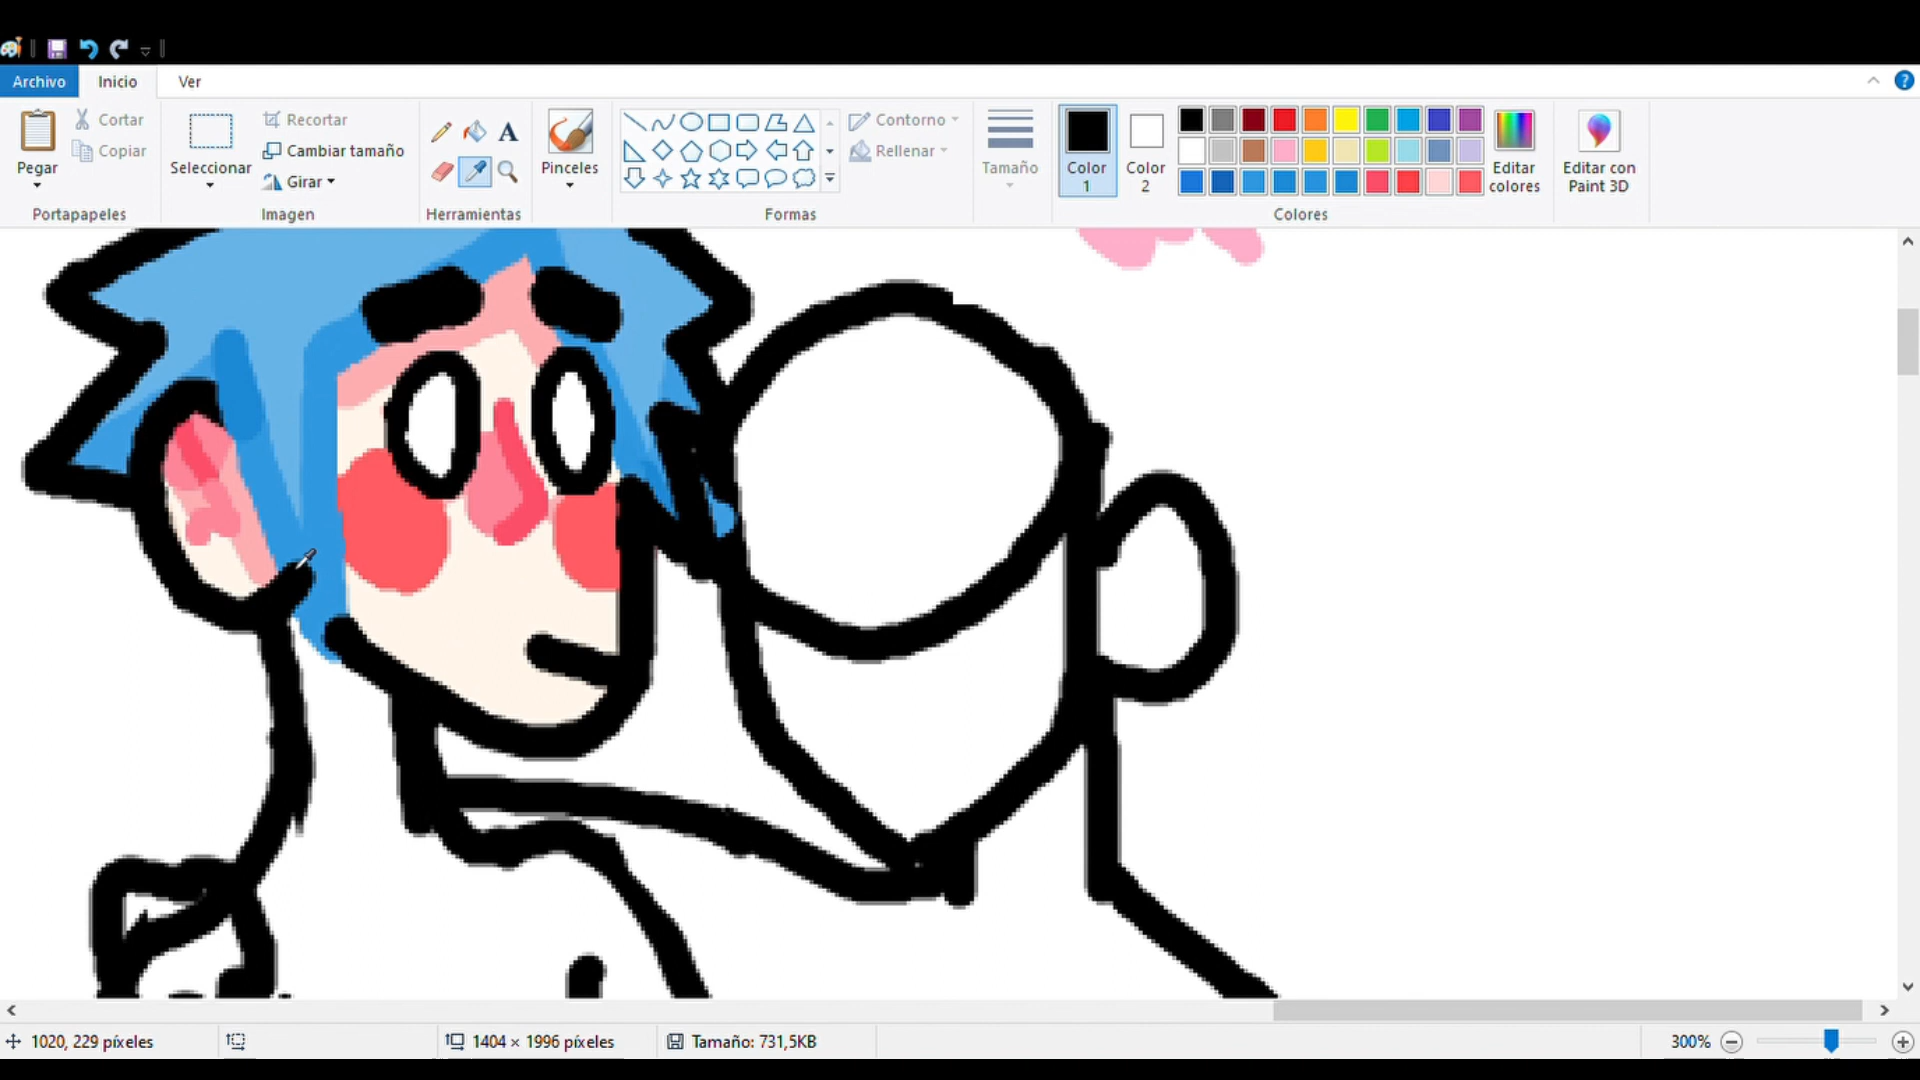 Archivo Inicio Ver
Cortar
Copiar
Pegar
Portapapeles
Recortar
Cambiar tamaño
Girar
Seleccionar
Imagen
A
Herramientas
Pinceles
Contorno
Rellenar
Formas
Tamaño
Color 1
Color 2
Editar colores
Colores
Editar con Paint 3D
?
1020, 229 píxeles
1404 × 1996 píxeles
Tamaño: 731,5KB
300%